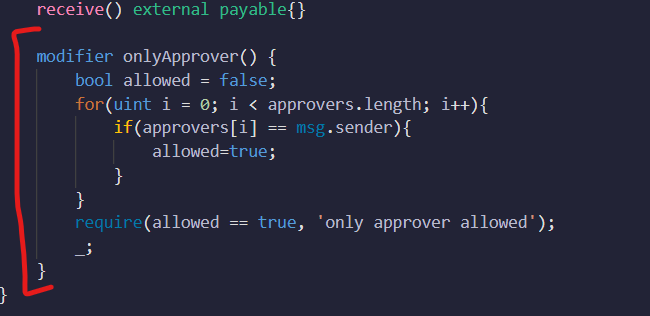 receive() external payable{}
modifier onlyApprover() {
bool allowed = false;
for(uint i = 0; i < approvers.length; i++){
if(approvers[i] == msg.sender){
allowed=true;
}
}
require(allowed == true, 'only approver allowed');
_;
}
}